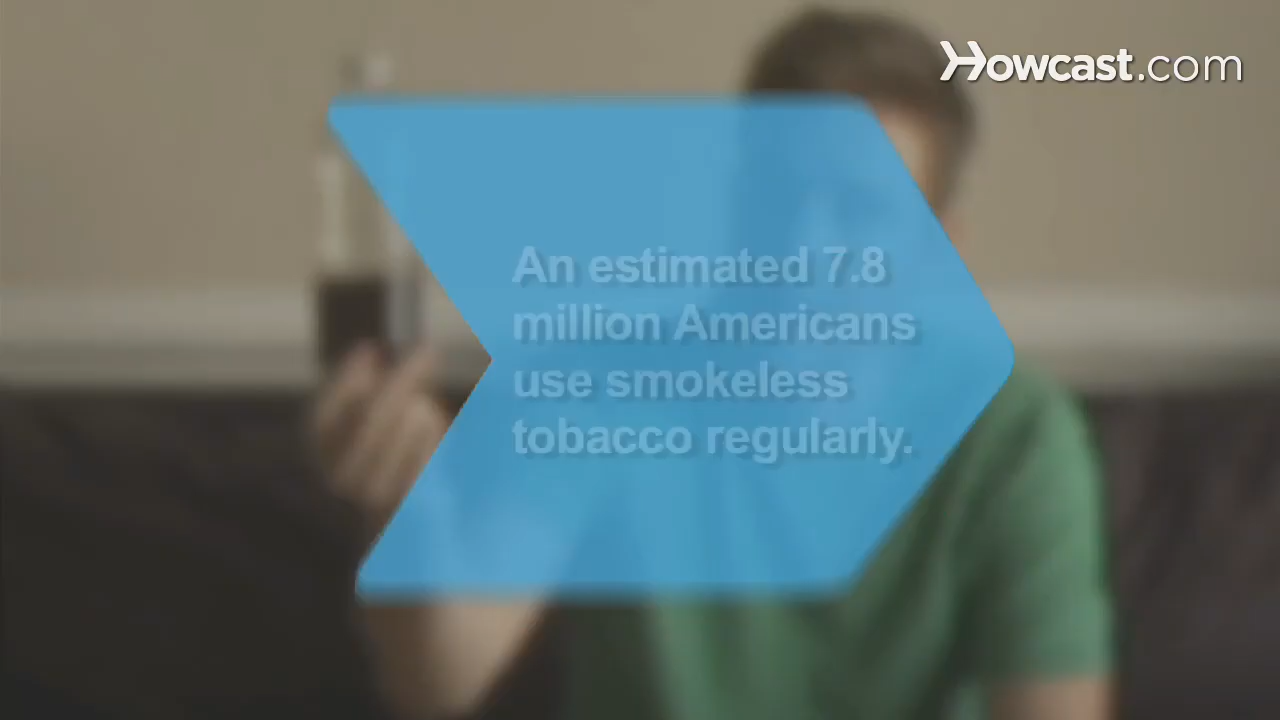 Howcast.com
An estimated 7.8
million Americans
use smokeless
tobacco regularly.